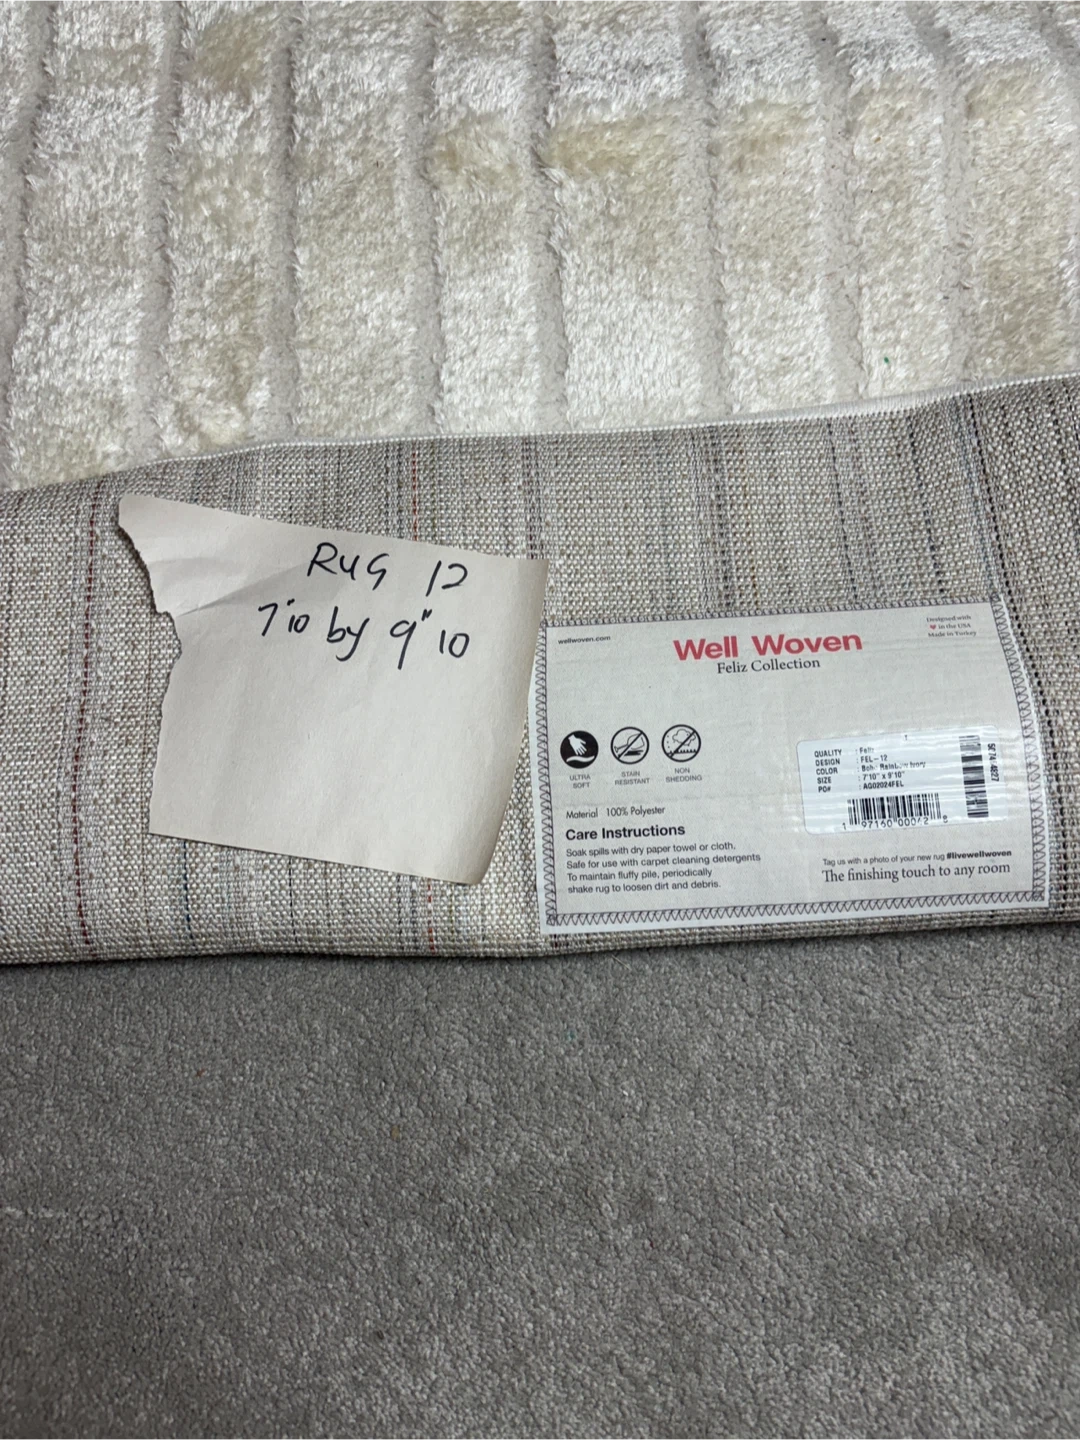 RUG 12
7"10 by 9"10
wellwoven.com
Designed with
♥ in the USA
Made in Turkey
Well Woven
Feliz Collection
ULTRA
SOFT
STAIN
RESISTANT
NON
SHEDDING
QUALITY : Feliz
DESIGN : FEL-12
COLOR : Ivory
SIZE : 7'10" x 9'10"
PO# : AG02024FEL
Material 100% Polyester
Care Instructions
Soak spills with dry paper towel or cloth.
Safe for use with carpet cleaning detergents
To maintain fluffy pile, periodically
shake rug to loosen dirt and debris.
Tag us with a photo of your new rug #livewellwoven
The finishing touch to any room